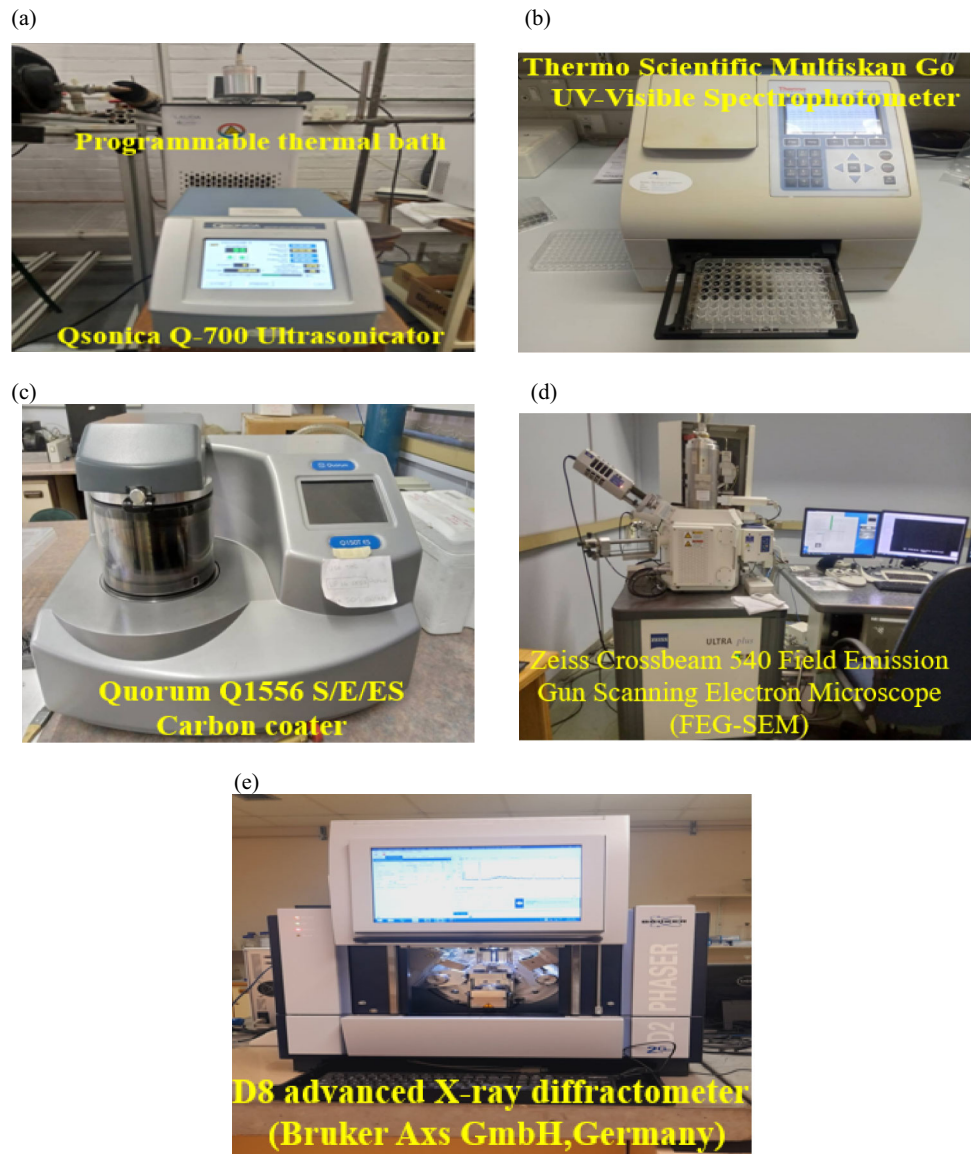 (a)
(b)
Programmable thermal bath
Qsonica Q-700 Ultrasonicator
Thermo Scientific Multiskan Go
UV-Visible Spectrophotometer
(c)
(d)
Quorum
Q150T ES
Quorum Q1556 S/E/ES
Carbon coater
ZEISS
ULTRA plus
Zeiss Crossbeam 540 Field Emission
Gun Scanning Electron Microscope
(FEG-SEM)
(e)
BRUKER
D2 PHASER
D8 advanced X-ray diffractometer
(Bruker Axs GmbH,Germany)